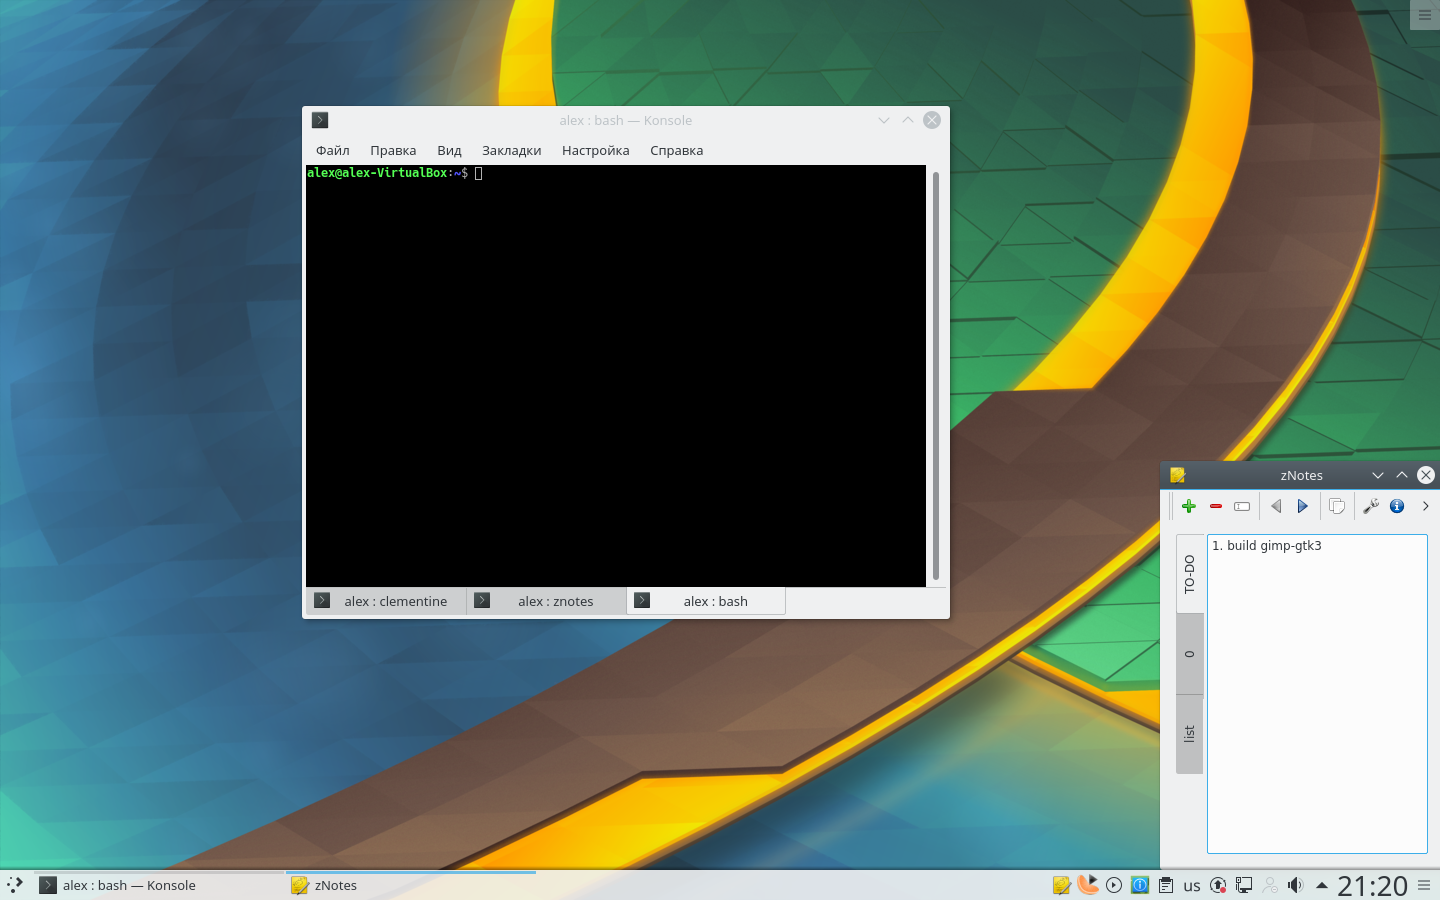 alex : bash — Konsole
Файл Правка Вид Закладки Настройка Справка
alex@alex-VirtualBox:~$
alex : clementine alex : znotes alex : bash
zNotes
TO-DO
0
list
1. build gimp-gtk3
alex : bash — Konsole zNotes us 21:20